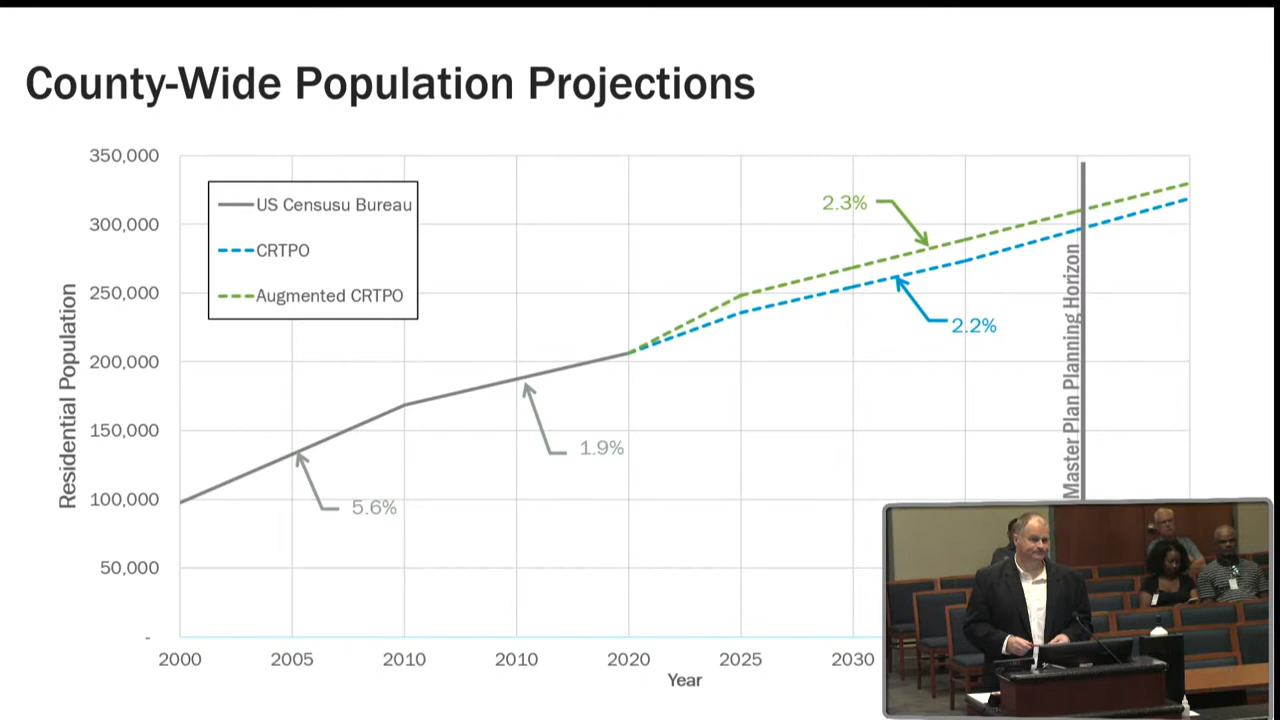 County-Wide Population Projections
350,000
300,000
250,000
200,000
150,000
100,000
50,000
-
Residential Population
US Censusu Bureau
CRTPO
Augmented CRTPO
2.3%
2.2%
1.9%
5.6%
Master Plan Planning Horizon
2000 2005 2010 2010 2020 2025 2030
Year